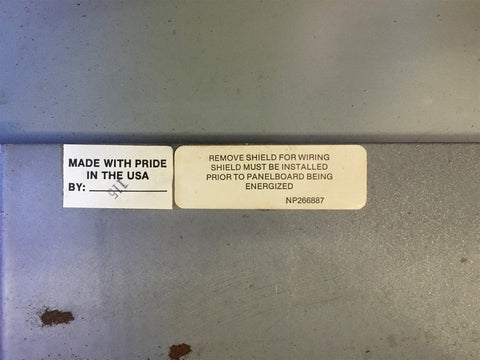 MADE WITH PRIDE
IN THE USA
BY: 115
REMOVE SHIELD FOR WIRING
SHIELD MUST BE INSTALLED
PRIOR TO PANELBOARD BEING
ENERGIZED
NP266887